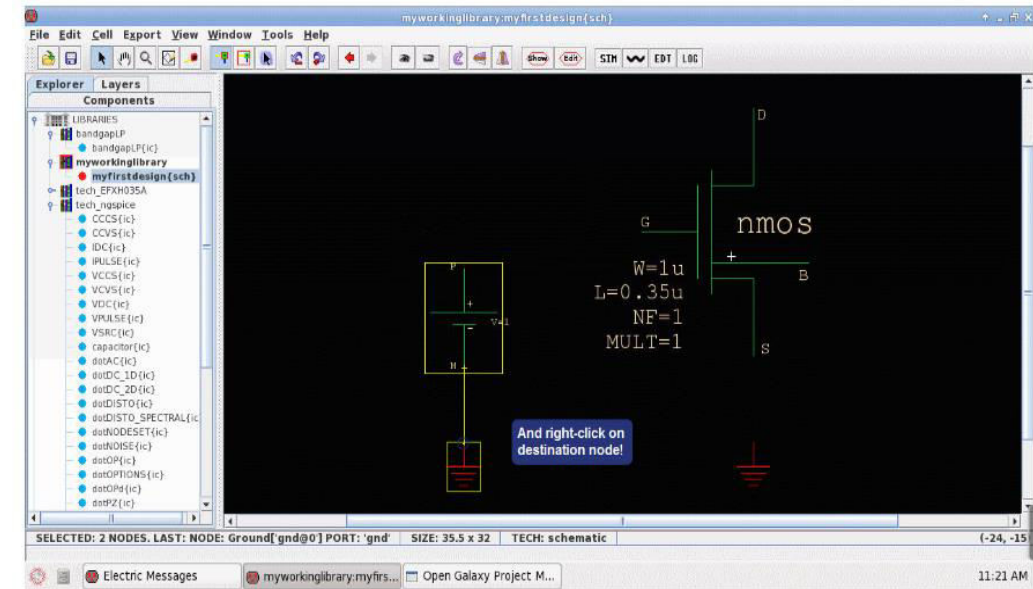 myworkinglibrary:myfirstdesign{sch}
File Edit Cell Export View Window Tools Help
Show Edit SIM EDT LOG
Explorer Layers
Components
LIBRARIES
bandgapLP
bandgapLP{ic}
myworkinglibrary
myfirstdesign{sch}
tech_EFXH035A
tech_ngspice
CCCS{ic}
CCVS{ic}
IDC{ic}
IPULSE{ic}
VCCS{ic}
VCVS{ic}
VDC{ic}
VPULSE{ic}
VSRC{ic}
capacitor{ic}
dotAC{ic}
dotDC_1D{ic}
dotDC_2D{ic}
dotDISTO{ic}
dotDISTO_SPECTRAL{ic
dotNODESET{ic}
dotNOISE{ic}
dotOP{ic}
dotOPTIONS{ic}
dotOPd{ic}
dotPZ{ic}
D
G
nmos
B
W=1u
L=0.35u
NF=1
MULT=1
S
P
+
V=1
-
N
And right-click on
destination node!
SELECTED: 2 NODES. LAST: NODE: Ground['gnd@0'] PORT: 'gnd' SIZE: 35.5 x 32 TECH: schematic (-24, -15
Electric Messages myworkinglibrary:myfirs... Open Galaxy Project M... 11:21 AM